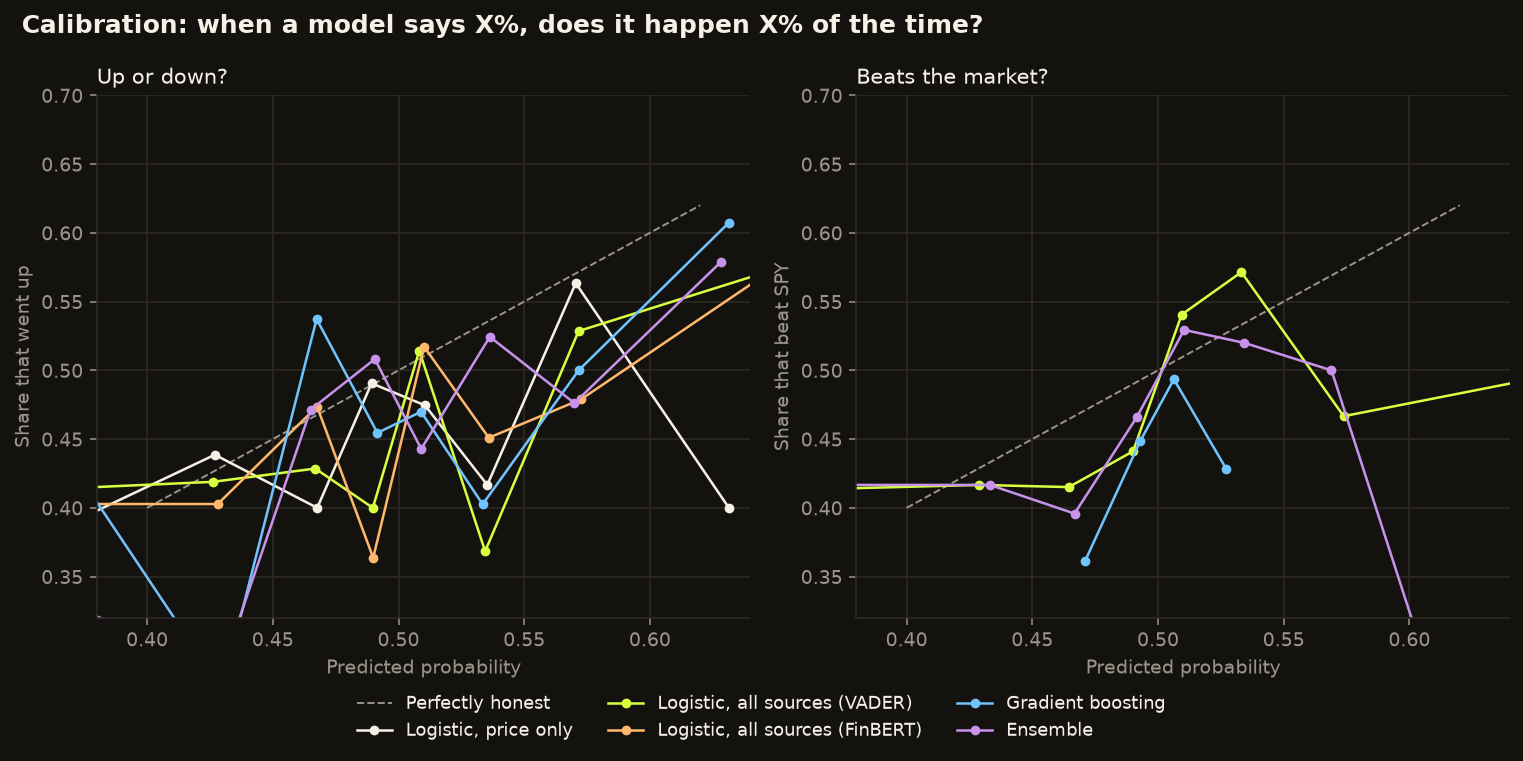 Calibration: when a model says X%, does it happen X% of the time?
Up or down?
Share that went up
0.70
0.65
0.60
0.55
0.50
0.45
0.40
0.35
0.40 0.45 0.50 0.55 0.60
Predicted probability
Beats the market?
Share that beat SPY
0.70
0.65
0.60
0.55
0.50
0.45
0.40
0.35
0.40 0.45 0.50 0.55 0.60
Predicted probability
Perfectly honest
Logistic, price only
Logistic, all sources (VADER)
Logistic, all sources (FinBERT)
Gradient boosting
Ensemble